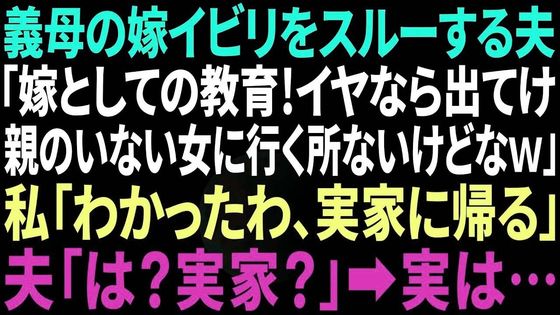 義母の嫁イビリをスルーする夫
「嫁としての教育！イヤなら出てけ
親のいない女に行く所ないけどなw」
私「わかったわ、実家に帰る」
夫「は？実家？」➡実は…